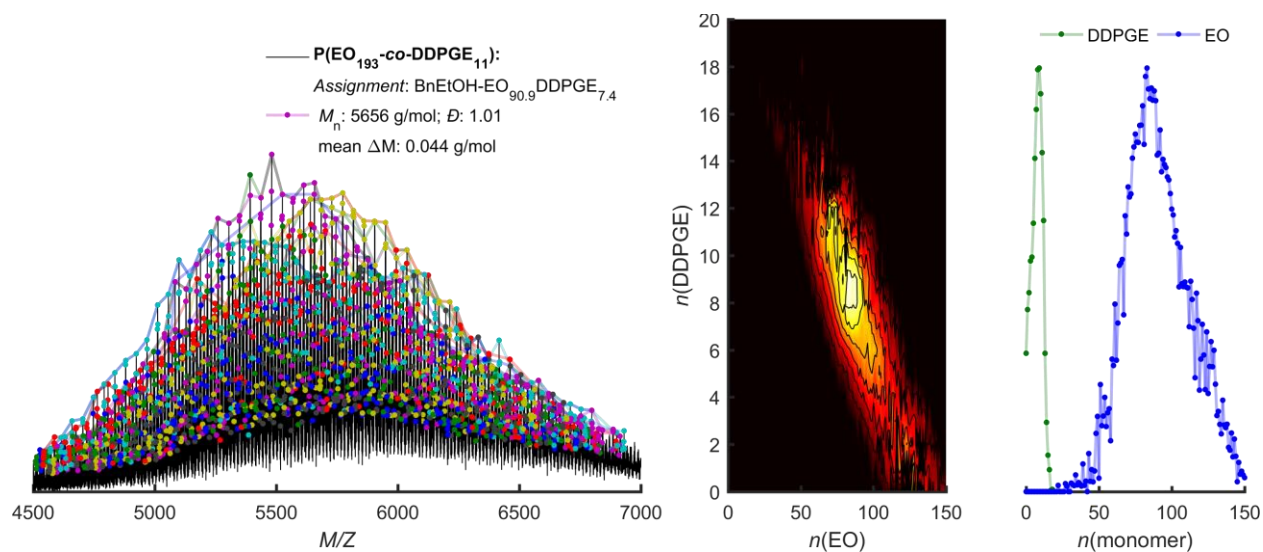 P(EO193-co-DDPGE11):
Assignment: BnEtOH-EO90.9DDPGE7.4
Mn: 5656 g/mol; Đ: 1.01
mean ΔM: 0.044 g/mol
4500 5000 5500 6000 6500 7000
M/Z
20
18
16
14
12
10
8
6
4
2
0
n(DDPGE)
0 50 100 150
n(EO)
DDPGE EO
0 50 100 150
n(monomer)